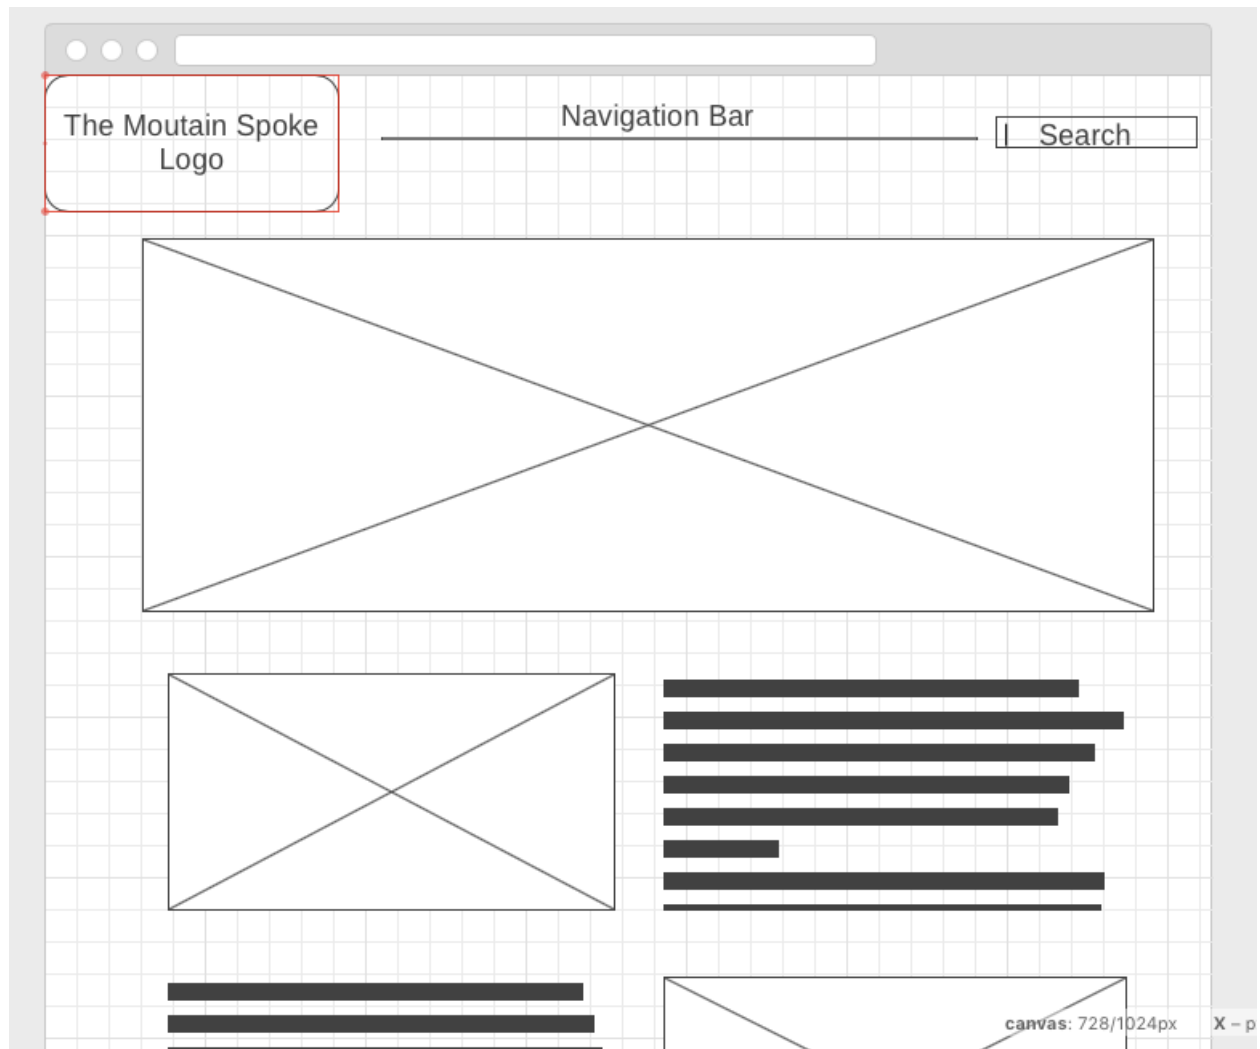 The Moutain Spoke
Logo
Navigation Bar
Search
canvas: 728/1024px X – p